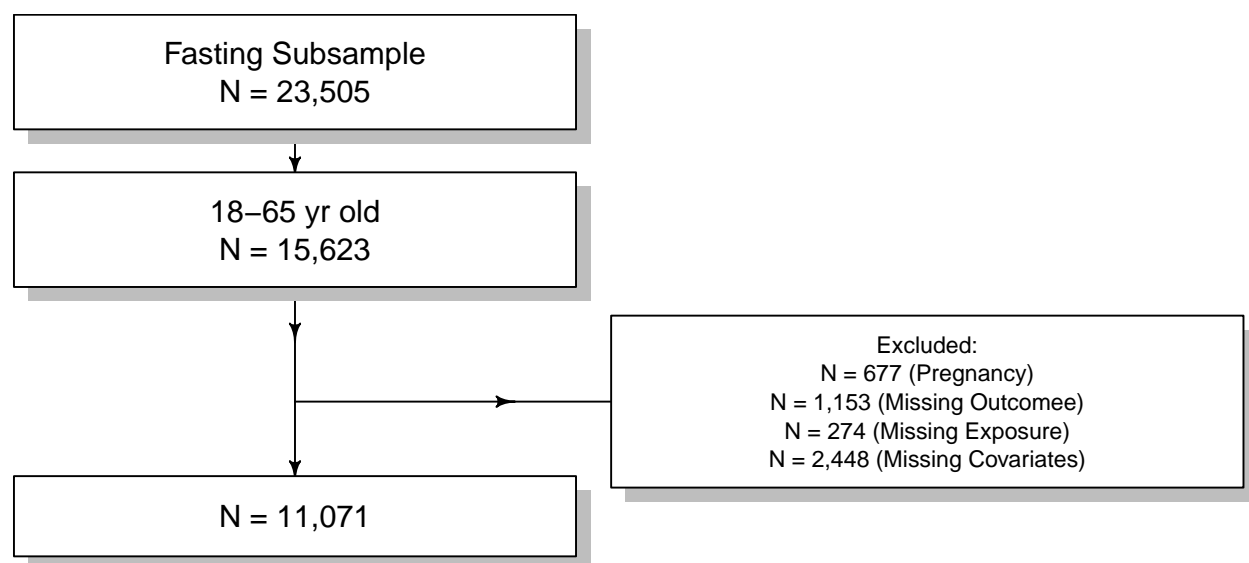 Fasting Subsample
N = 23,505
18−65 yr old
N = 15,623
Excluded:
N = 677 (Pregnancy)
N = 1,153 (Missing Outcomee)
N = 274 (Missing Exposure)
N = 2,448 (Missing Covariates)
N = 11,071